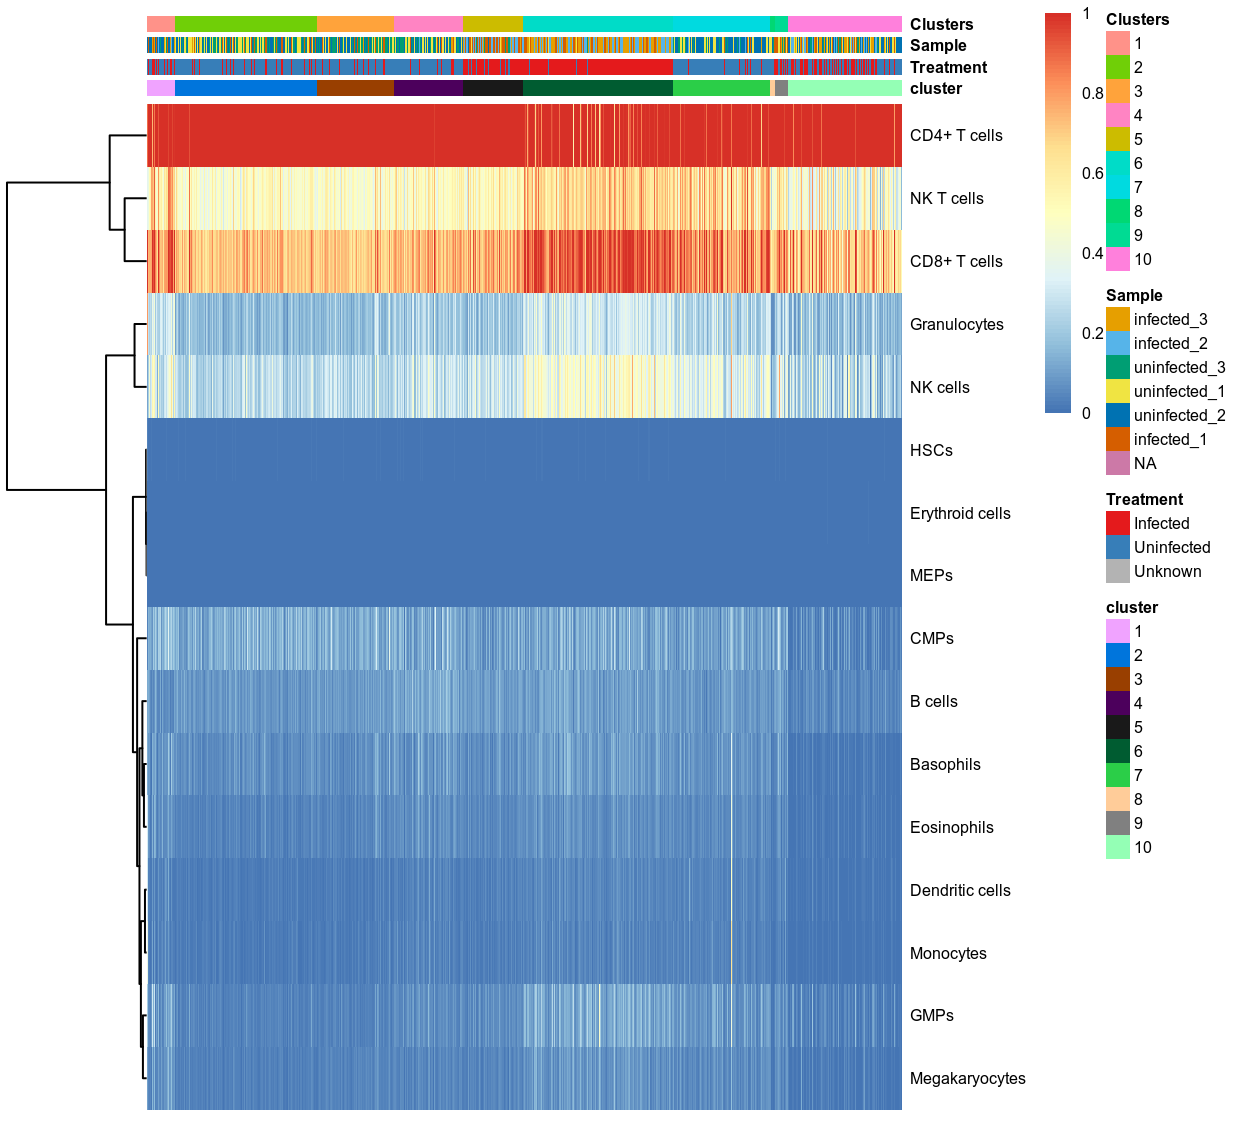 Clusters
Sample
Treatment
cluster
CD4+ T cells
NK T cells
CD8+ T cells
Granulocytes
NK cells
HSCs
Erythroid cells
MEPs
CMPs
B cells
Basophils
Eosinophils
Dendritic cells
Monocytes
GMPs
Megakaryocytes
1
0.8
0.6
0.4
0.2
0
Clusters
1
2
3
4
5
6
7
8
9
10
Sample
infected_3
infected_2
uninfected_3
uninfected_1
uninfected_2
infected_1
NA
Treatment
Infected
Uninfected
Unknown
cluster
1
2
3
4
5
6
7
8
9
10